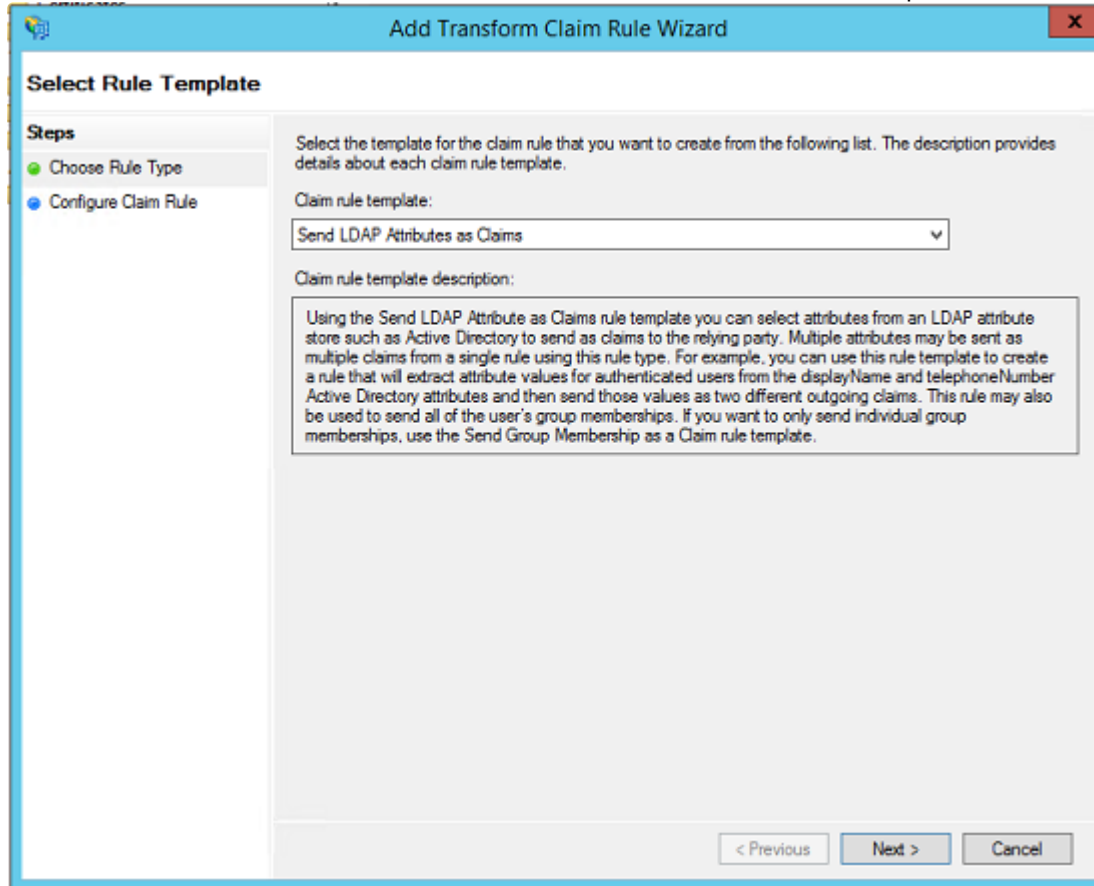 Add Transform Claim Rule Wizard
x
Select Rule Template
Steps
Choose Rule Type
Configure Claim Rule
Select the template for the claim rule that you want to create from the following list. The description provides
details about each claim rule template.
Claim rule template:
Send LDAP Attributes as Claims
Claim rule template description:
Using the Send LDAP Attribute as Claims rule template you can select attributes from an LDAP attribute
store such as Active Directory to send as claims to the relying party. Multiple attributes may be sent as
multiple claims from a single rule using this rule type. For example, you can use this rule template to create
a rule that will extract attribute values for authenticated users from the displayName and telephoneNumber
Active Directory attributes and then send those values as two different outgoing claims. This rule may also
be used to send all of the user's group memberships. If you want to only send individual group
memberships, use the Send Group Membership as a Claim rule template.
< Previous
Next >
Cancel